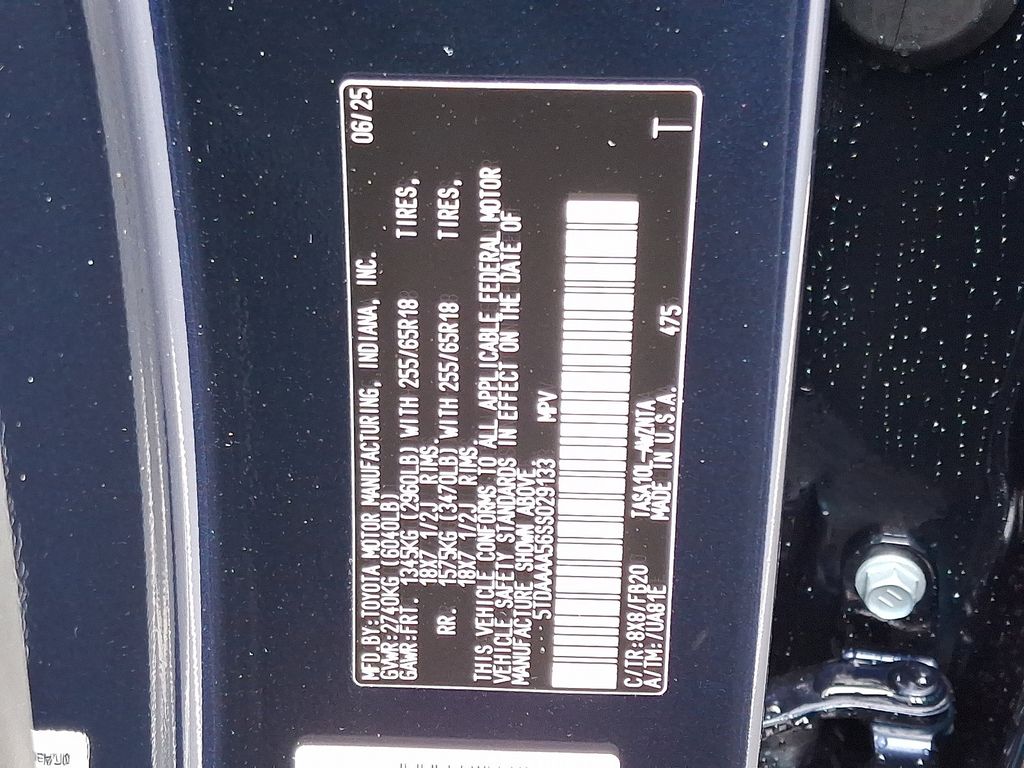 MFD.BY:TOYOTA MOTOR MANUFACTURING, INDIANA, INC. 06/25
GVWR:2740KG (6040LB)
GAWR:FRT. 1345KG (2960LB) WITH 255/65R18 TIRES,
18X7 1/2J RIMS
RR. 1575KG (3470LB) WITH 255/65R18 TIRES,
18X7 1/2J RIMS
THIS VEHICLE CONFORMS TO ALL APPLICABLE FEDERAL MOTOR
VEHICLE SAFETY STANDARDS IN EFFECT ON THE DATE OF
MANUFACTURE SHOWN ABOVE.
5TDAAAA56SS029133 MPV
C/TR:8X8/FB20 TASA10L-AWZNTA
A/TM:/UA81E MADE IN U.S.A. 475 T